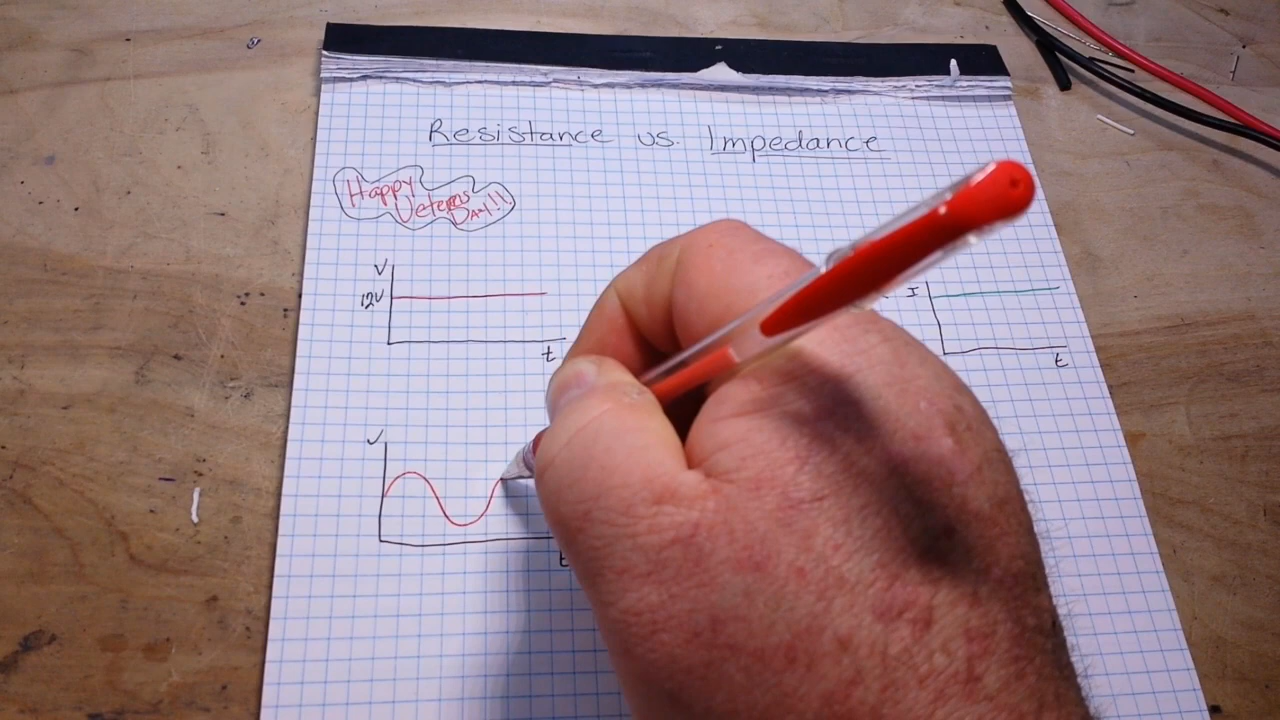 Resistance vs. Impedance
Happy
Veterans
DAY!!!
V
12V
t
I
t
V
t